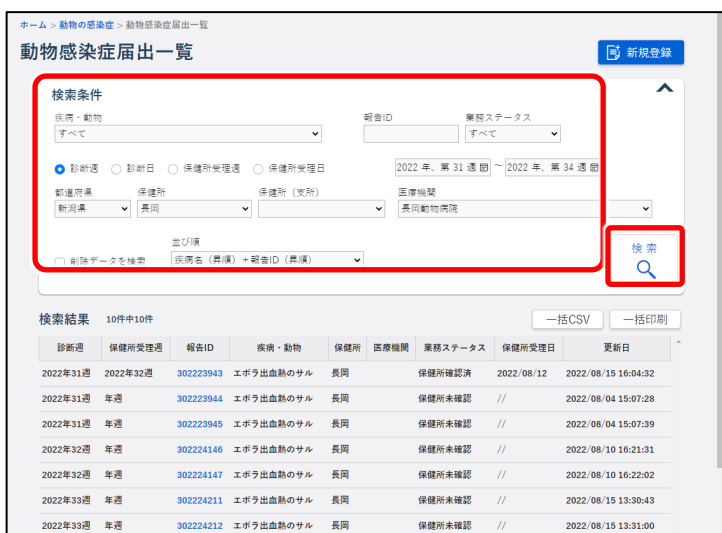 ホーム > 動物の感染症 > 動物感染症届出一覧
動物感染症届出一覧
新規登録
検索条件
疾病・動物 報告ID 業務ステータス
すべて すべて
診断週 診断日 保健所受理週 保健所受理日 2022 年、第 31 週 ~ 2022 年、第 34 週
都道府県 保健所 保健所（支所） 医療機関
新潟県 長岡 長岡動物病院
並び順
削除データを検索 疾病名（昇順）+報告ID（昇順）
検索
検索結果 10件中10件 一括CSV 一括印刷
診断週 保健所受理週 報告ID 疾病・動物 保健所 医療機関 業務ステータス 保健所受理日 更新日
2022年31週 2022年32週 302223943 エボラ出血熱のサル 長岡 保健所確認済 2022/08/12 2022/08/15 16:04:32
2022年31週 年週 302223944 エボラ出血熱のサル 長岡 保健所未確認 // 2022/08/04 15:07:28
2022年31週 年週 302223945 エボラ出血熱のサル 長岡 保健所未確認 // 2022/08/04 15:07:39
2022年32週 年週 302224146 エボラ出血熱のサル 長岡 保健所未確認 // 2022/08/10 16:21:31
2022年32週 年週 302224147 エボラ出血熱のサル 長岡 保健所未確認 // 2022/08/10 16:22:02
2022年33週 年週 302224211 エボラ出血熱のサル 長岡 保健所未確認 // 2022/08/15 13:30:43
2022年33週 年週 302224212 エボラ出血熱のサル 長岡 保健所未確認 // 2022/08/15 13:31:00